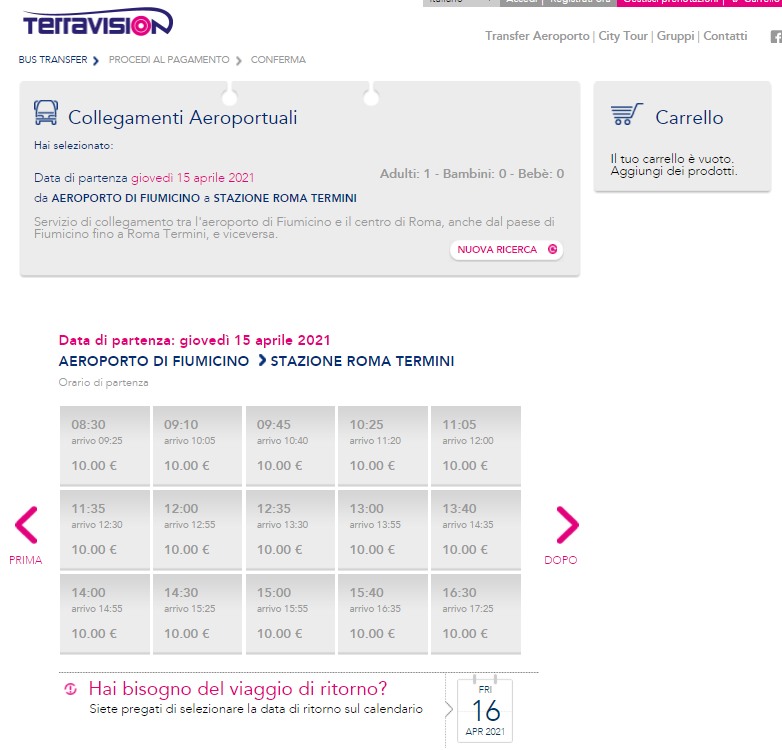 Italiano Accedi | Registrati ora Gestisci prenotazioni |
TERRAVISION
Transfer Aeroporto | City Tour | Gruppi | Contatti
BUS TRANSFER PROCEDI AL PAGAMENTO CONFERMA
Collegamenti Aeroportuali
Hai selezionato:
Data di partenza giovedì 15 aprile 2021
Adulti: 1 - Bambini: 0 - Bebè: 0
da AEROPORTO DI FIUMICINO a STAZIONE ROMA TERMINI
Servizio di collegamento tra l'aeroporto di Fiumicino e il centro di Roma, anche dal paese di
Fiumicino fino a Roma Termini, e viceversa.
NUOVA RICERCA
Carrello
Il tuo carrello è vuoto.
Aggiungi dei prodotti.
Data di partenza: giovedì 15 aprile 2021
AEROPORTO DI FIUMICINO STAZIONE ROMA TERMINI
Orario di partenza
08:30 09:10 09:45 10:25 11:05
arrivo 09:25 arrivo 10:05 arrivo 10:40 arrivo 11:20 arrivo 12:00
10.00 € 10.00 € 10.00 € 10.00 € 10.00 €
11:35 12:00 12:35 13:00 13:40
arrivo 12:30 arrivo 12:55 arrivo 13:30 arrivo 13:55 arrivo 14:35
10.00 € 10.00 € 10.00 € 10.00 € 10.00 €
PRIMA
DOPO
14:00 14:30 15:00 15:40 16:30
arrivo 14:55 arrivo 15:25 arrivo 15:55 arrivo 16:35 arrivo 17:25
10.00 € 10.00 € 10.00 € 10.00 € 10.00 €
Hai bisogno del viaggio di ritorno?
Siete pregati di selezionare la data di ritorno sul calendario
FRI
16
APR 2021